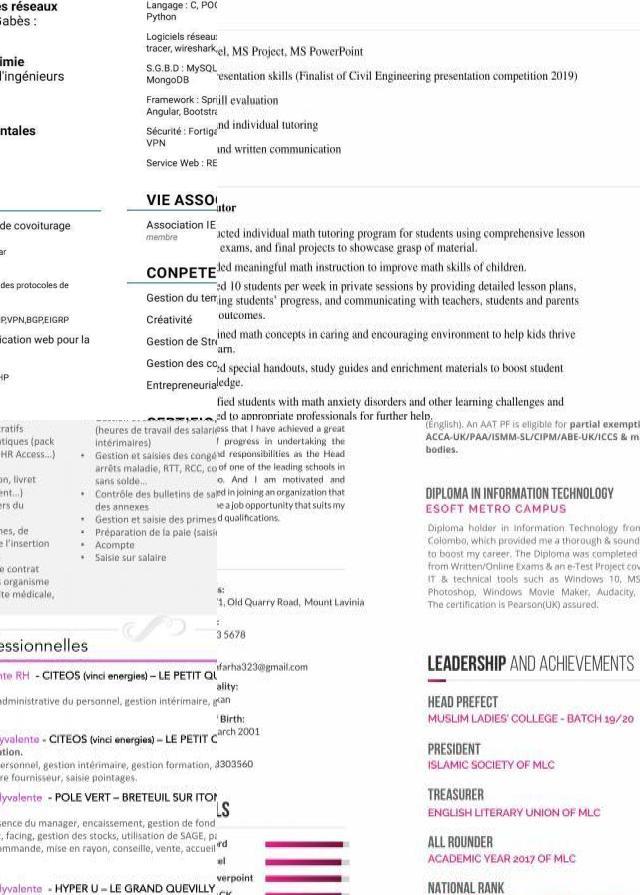 s réseaux
Gabès :
imie
d'ingénieurs
ntales
de covoiturage
ar
des protocoles de
P,VPN,BGP,EIGRP
cation web pour la
HP
Langage : C, PO
Python
Logiciels réseau
tracer, wireshark,
S.G.B.D : MySQL
MongoDB
Framework : Spri
Angular, Bootstra
Sécurité : Fortiga
VPN
Service Web : RE
VIE ASSO
Association IE
membre
CONPETE
Gestion du tem
Créativité
Gestion de Stre
Gestion des co
Entrepreneuria
el, MS Project, MS PowerPoint
esentation skills (Finalist of Civil Engineering presentation competition 2019)
ill evaluation
nd individual tutoring
and written communication
utor
ucted individual math tutoring program for students using comprehensive lesson
exams, and final projects to showcase grasp of material.
ded meaningful math instruction to improve math skills of children.
ed 10 students per week in private sessions by providing detailed lesson plans,
ing students' progress, and communicating with teachers, students and parents
outcomes.
ined math concepts in caring and encouraging environment to help kids thrive
arn.
ed special handouts, study guides and enrichment materials to boost student
ledge.
fied students with math anxiety disorders and other learning challenges and
ed to appropriate professionals for further help.
ratifs
atiques (pack
HR Access...)
on, livret
ent...)
ers du
nes, de
e l'insertion
e contrat
s organisme
ite médicale,
(heures de travail des salarié
intérimaires)
• Gestion et saisies des congé
arrêts maladie, RTT, RCC, co
sans solde...
• Contrôle des bulletins de sa
des annexes
• Gestion et saisie des primes
• Préparation de la paie (saisie
• Acompte
• Saisie sur salaire
essionnelles
nte RH - CITEOS (vinci energies) – LE PETIT QU
administrative du personnel, gestion intérimaire, g
yvalente - CITEOS (vinci energies) – LE PETIT Q
ation.
personnel, gestion intérimaire, gestion formation,
re fournisseur, saisie pointages.
lyvalente - POLE VERT – BRETEUIL SUR ITON
sence du manager, encaissement, gestion de fond
, facing, gestion des stocks, utilisation de SAGE, pa
ommande, mise en rayon, conseille, vente, accueil
lyvalente - HYPER U – LE GRAND QUEVILLY
ess that I have achieved a great
f progress in undertaking the
nd responsibilities as the Head
of one of the leading schools in
o. And I am motivated and
ed in joining an organization that
e a job opportunity that suits my
d qualifications.
s:
1, Old Quarry Road, Mount Lavinia
:
3 5678
farha323@gmail.com
ality:
kan
Birth:
arch 2001
303560
LS
rd
el
verpoint
(English). An AAT PF is eligible for partial exempti
ACCA-UK/PAA/ISMM-SL/CIPM/ABE-UK/ICCS & m
bodies.
DIPLOMA IN INFORMATION TECHNOLOGY
ESOFT METRO CAMPUS
Diploma holder in Information Technology from
Colombo, which provided me a thorough & sound
to boost my career. The Diploma was completed
from Written/Online Exams & an e-Test Project cov
IT & technical tools such as Windows 10, MS
Photoshop, Windows Movie Maker, Audacity,
The certification is Pearson(UK) assured.
LEADERSHIP AND ACHIEVEMENTS
HEAD PREFECT
MUSLIM LADIES' COLLEGE - BATCH 19/20
PRESIDENT
ISLAMIC SOCIETY OF MLC
TREASURER
ENGLISH LITERARY UNION OF MLC
ALL ROUNDER
ACADEMIC YEAR 2017 OF MLC
NATIONAL RANK